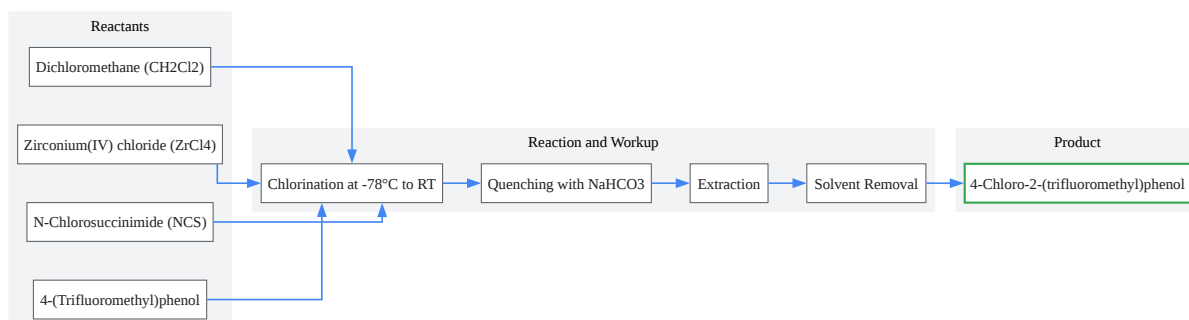 Reactants
Dichloromethane (CH2Cl2)
Zirconium(IV) chloride (ZrCl4)
N-Chlorosuccinimide (NCS)
4-(Trifluoromethyl)phenol
Reaction and Workup
Chlorination at -78°C to RT
Quenching with NaHCO3
Extraction
Solvent Removal
Product
4-Chloro-2-(trifluoromethyl)phenol